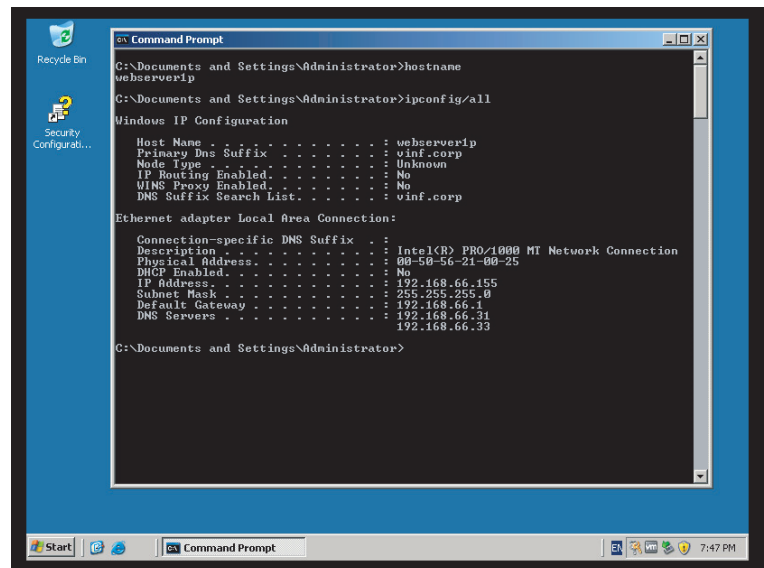 Recycle Bin
Security
Configurati...
Command Prompt
C:\Documents and Settings\Administrator>hostname
webserver1p
C:\Documents and Settings\Administrator>ipconfig/all
Windows IP Configuration
Host Name . . . . . . . . . . . . : webserver1p
Primary Dns Suffix . . . . . . . : vinf.corp
Node Type . . . . . . . . . . . . : Unknown
IP Routing Enabled. . . . . . . . : No
WINS Proxy Enabled. . . . . . . . : No
DNS Suffix Search List. . . . . . : vinf.corp
Ethernet adapter Local Area Connection:
Connection-specific DNS Suffix . :
Description . . . . . . . . . . . : Intel(R) PRO/1000 MT Network Connection
Physical Address. . . . . . . . . : 00-50-56-21-00-25
DHCP Enabled. . . . . . . . . . . : No
IP Address. . . . . . . . . . . . : 192.168.66.155
Subnet Mask . . . . . . . . . . . : 255.255.255.0
Default Gateway . . . . . . . . . : 192.168.66.1
DNS Servers . . . . . . . . . . . : 192.168.66.31
192.168.66.33
C:\Documents and Settings\Administrator>
Start
Command Prompt
EN
vm
7:47 PM